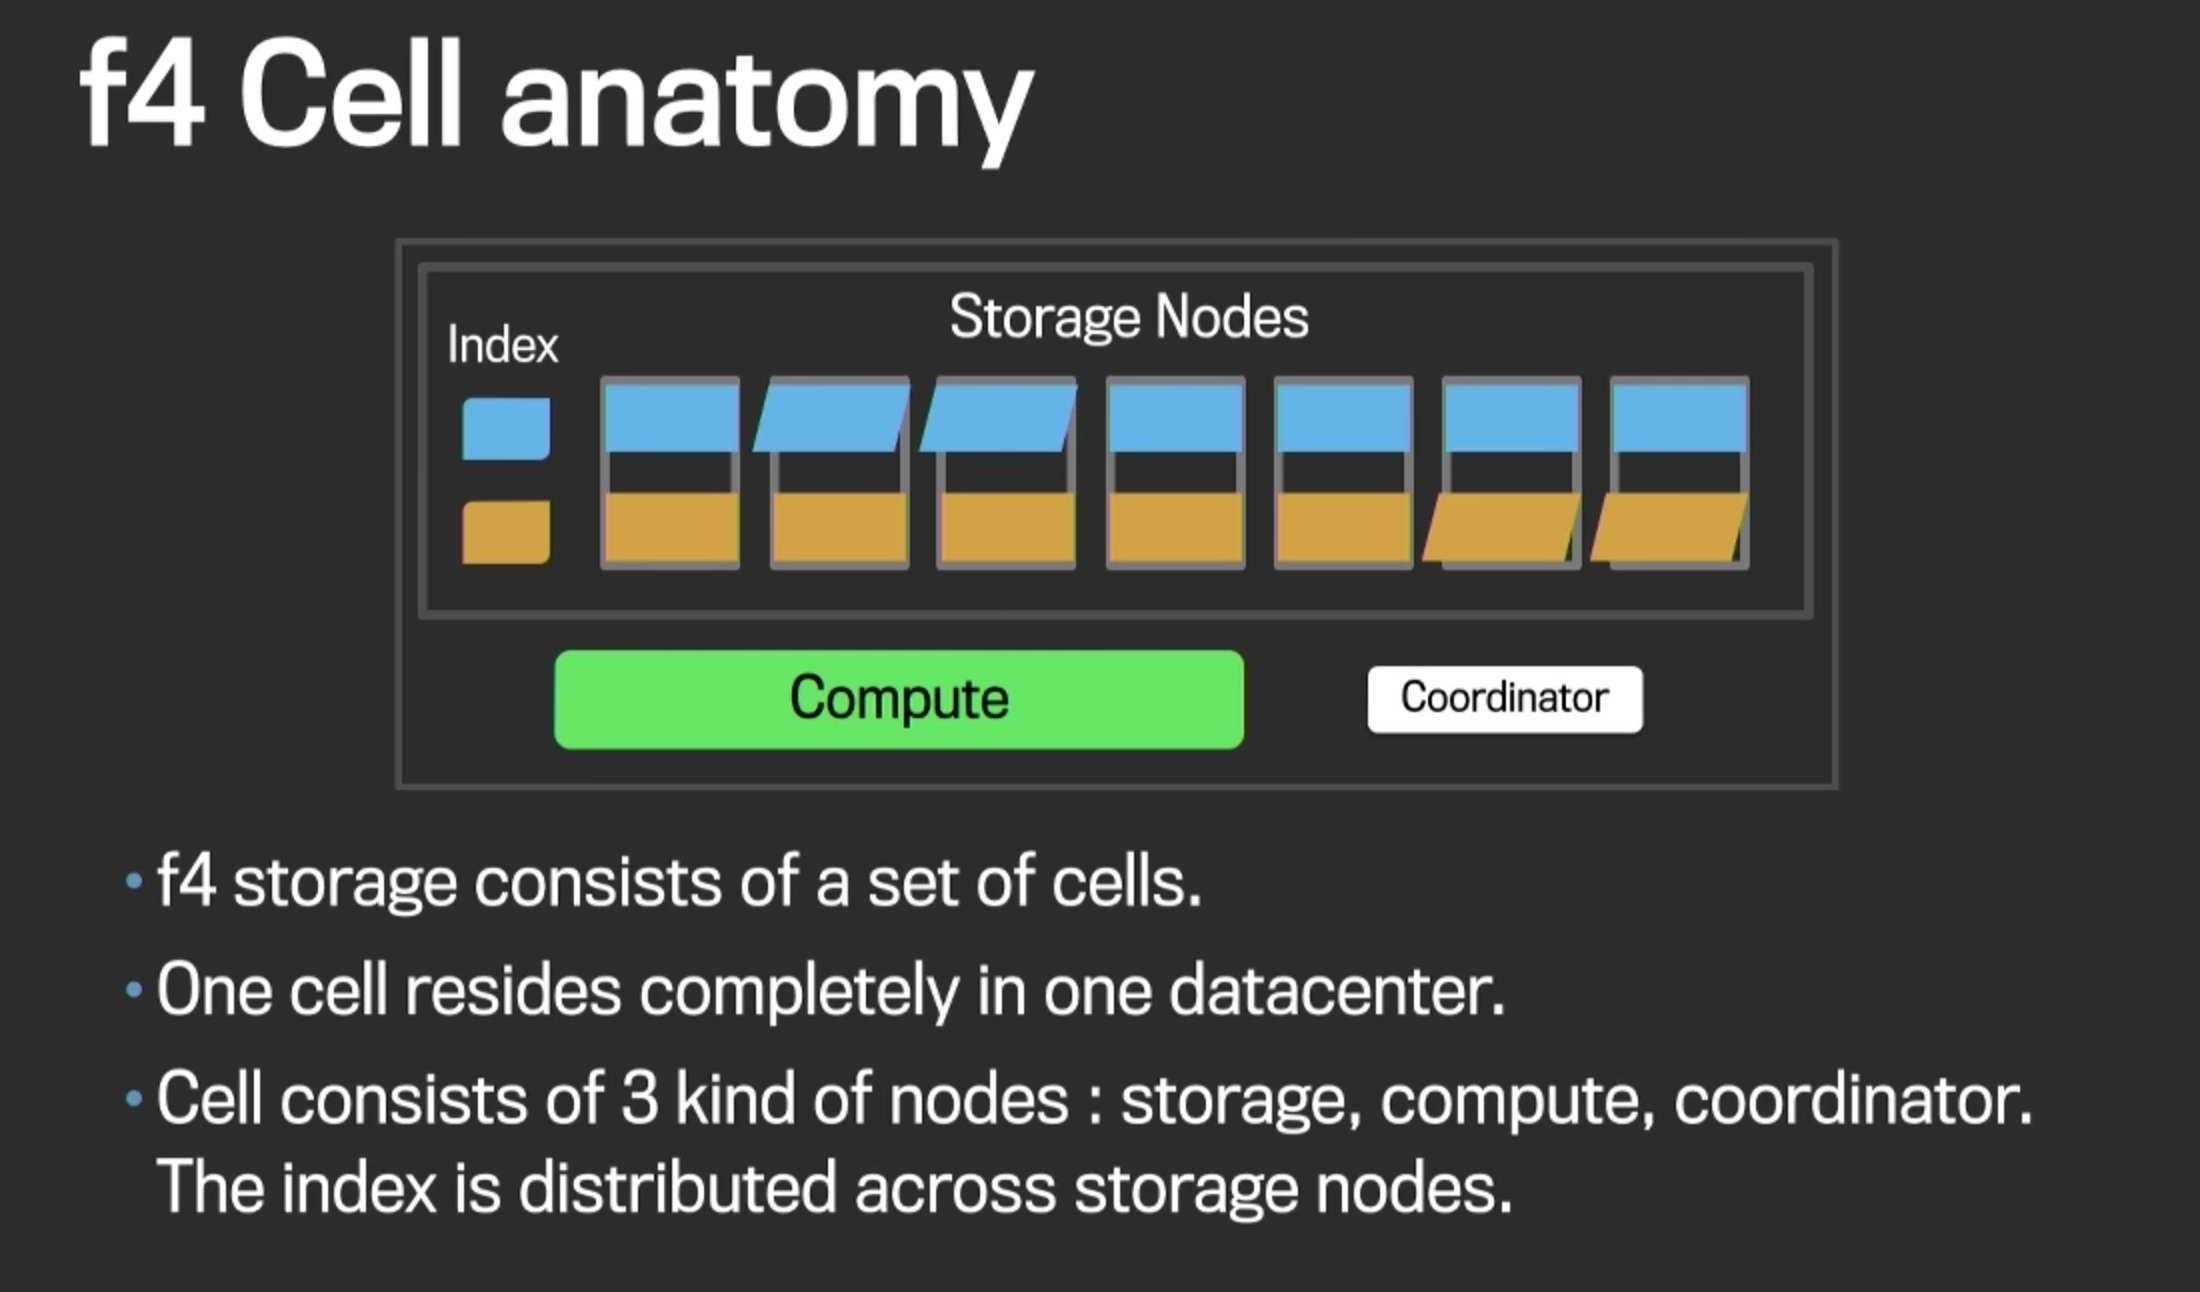 f4 Cell anatomy
Storage Nodes
Index
Compute
Coordinator
• f4 storage consists of a set of cells.
• One cell resides completely in one datacenter.
• Cell consists of 3 kind of nodes : storage, compute, coordinator.
The index is distributed across storage nodes.